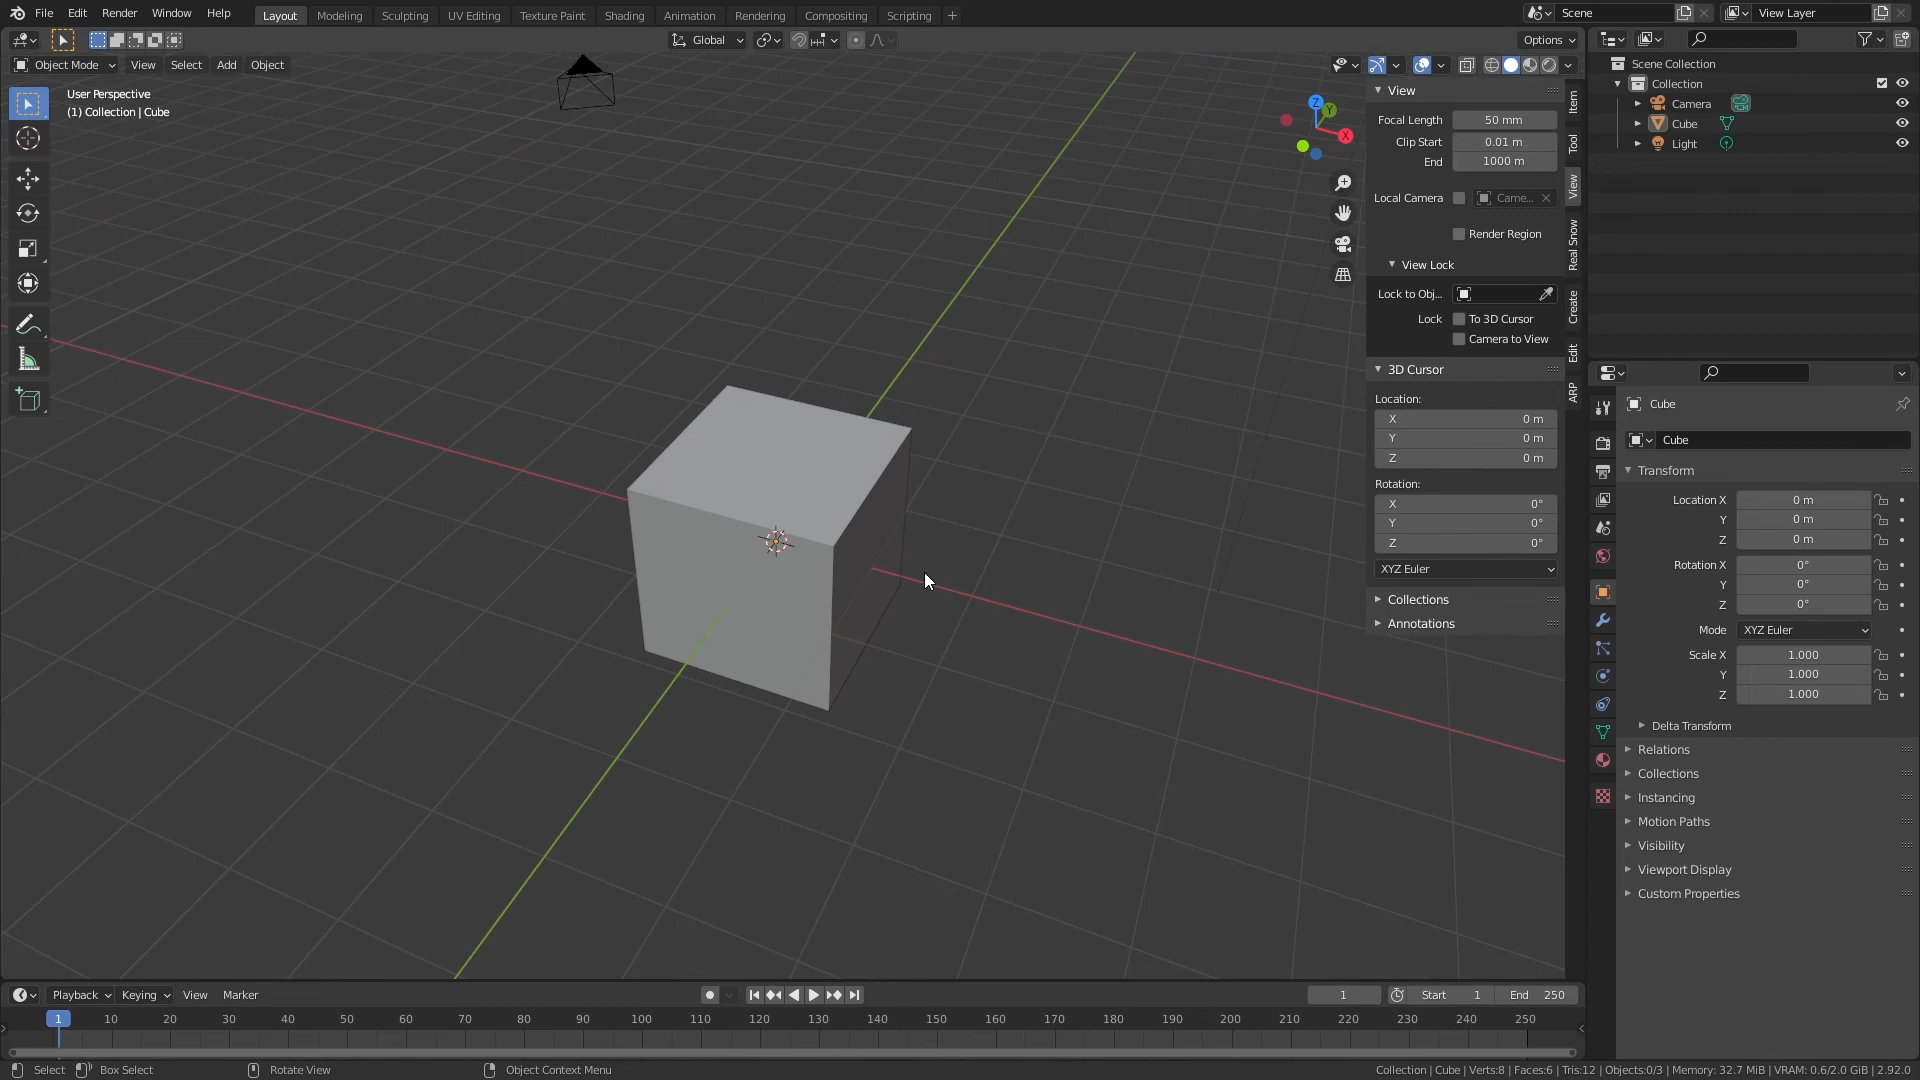 File Edit Render Window Help Layout Modeling Sculpting UV Editing Texture Paint Shading Animation Rendering Compositing Scripting + Scene View Layer
Global Options
Object Mode View Select Add Object
User Perspective
(1) Collection | Cube
Z
Y
X
View
Focal Length 50 mm
Clip Start 0.01 m
End 1000 m
Local Camera Came...
Render Region
View Lock
Lock to Obj...
Lock To 3D Cursor
Camera to View
3D Cursor
Location:
X 0 m
Y 0 m
Z 0 m
Rotation:
X 0°
Y 0°
Z 0°
XYZ Euler
Collections
Annotations
Item
Tool
View
Real Snow
Create
Edit
ARP
Scene Collection
Collection
Camera
Cube
Light
Cube
Cube
Transform
Location X 0 m
Y 0 m
Z 0 m
Rotation X 0°
Y 0°
Z 0°
Mode XYZ Euler
Scale X 1.000
Y 1.000
Z 1.000
Delta Transform
Relations
Collections
Instancing
Motion Paths
Visibility
Viewport Display
Custom Properties
Playback Keying View Marker 1 Start 1 End 250
1 10 20 30 40 50 60 70 80 90 100 110 120 130 140 150 160 170 180 190 200 210 220 230 240 250
Select Box Select Rotate View Object Context Menu Collection | Cube | Verts:8 | Faces:6 | Tris:12 | Objects:0/3 | Memory: 32.7 MiB | VRAM: 0.6/2.0 GiB | 2.92.0